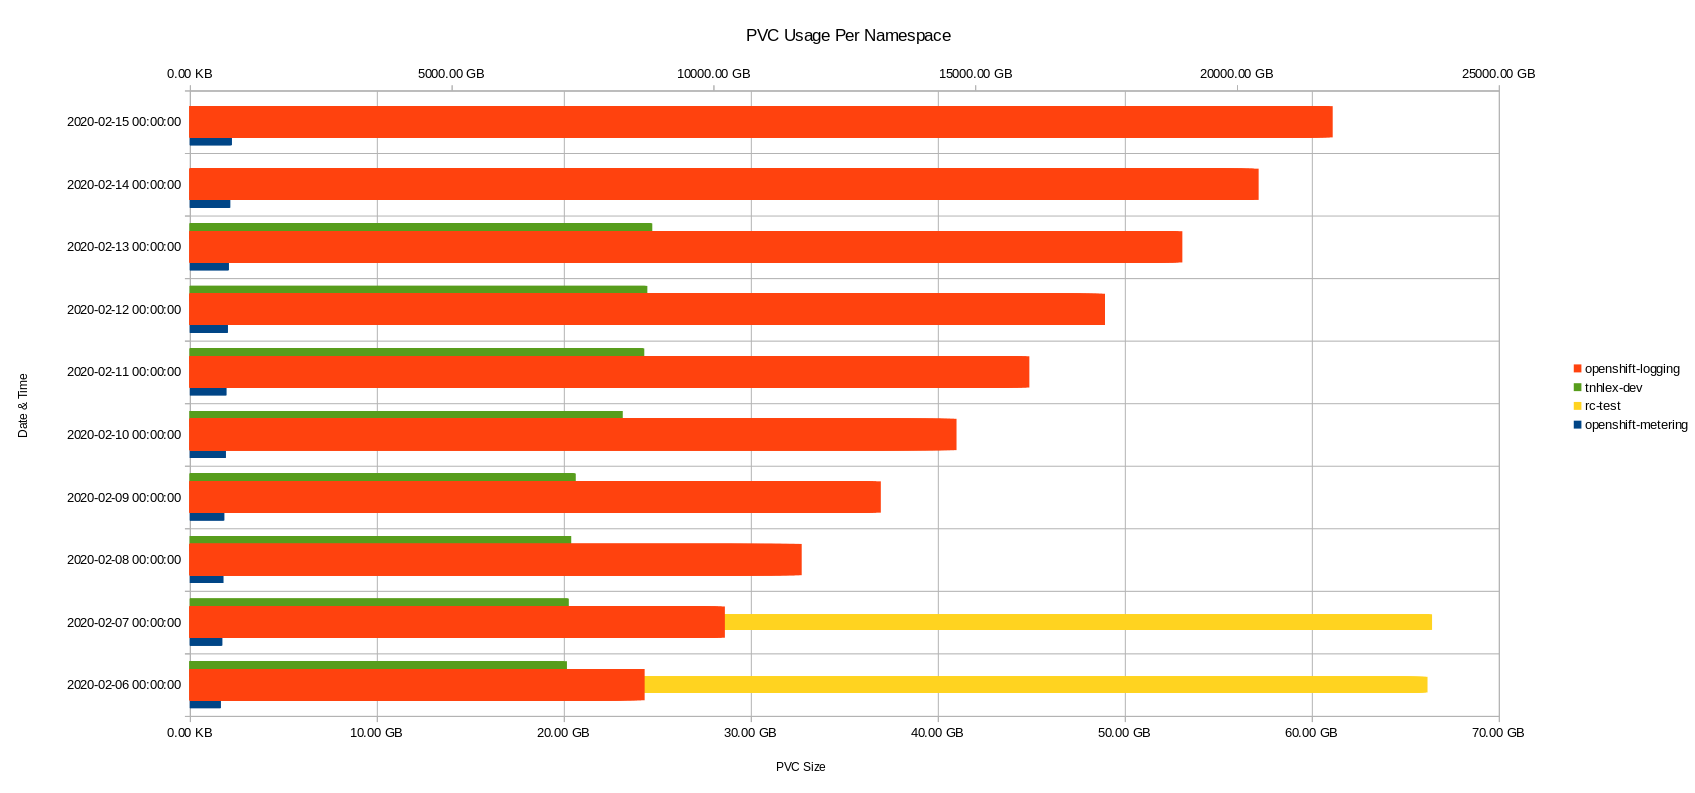 PVC Usage Per Namespace
0.00 KB 5000.00 GB 10000.00 GB 15000.00 GB 20000.00 GB 25000.00 GB
2020-02-15 00:00:00
2020-02-14 00:00:00
2020-02-13 00:00:00
2020-02-12 00:00:00
2020-02-11 00:00:00
2020-02-10 00:00:00
2020-02-09 00:00:00
2020-02-08 00:00:00
2020-02-07 00:00:00
2020-02-06 00:00:00
Date & Time
0.00 KB 10.00 GB 20.00 GB 30.00 GB 40.00 GB 50.00 GB 60.00 GB 70.00 GB
PVC Size
openshift-logging
tnhlex-dev
rc-test
openshift-metering